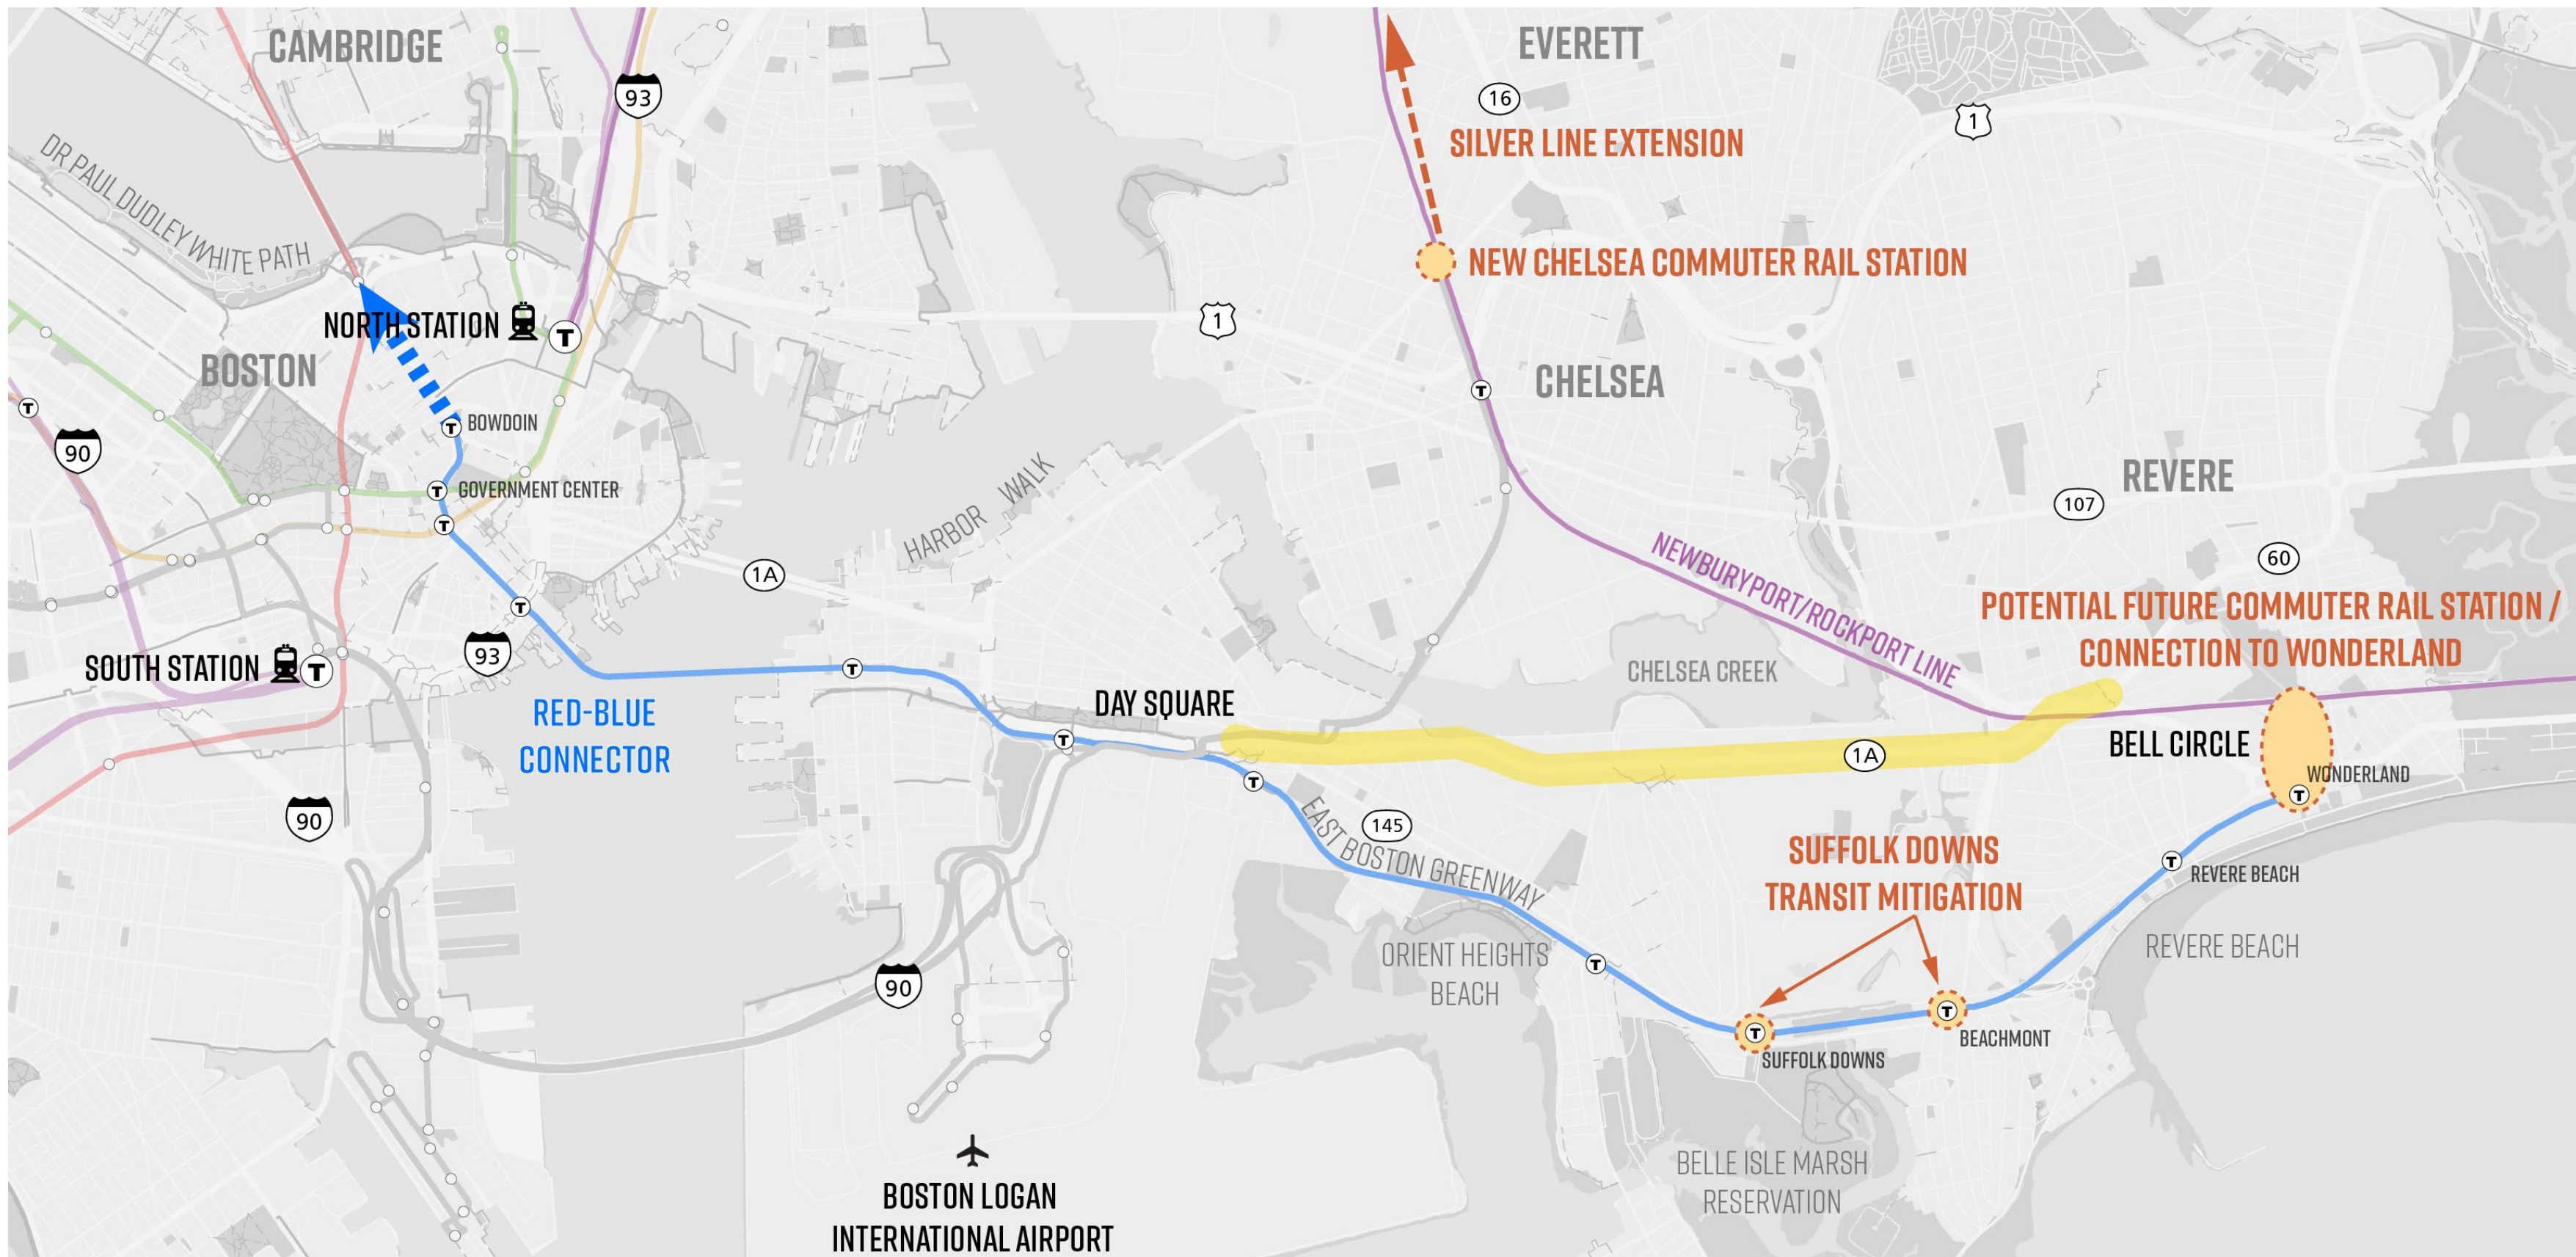 CAMBRIDGE
93
EVERETT
16
1
SILVER LINE EXTENSION
DR PAUL DUDLEY WHITE PATH
NEW CHELSEA COMMUTER RAIL STATION
NORTH STATION
T
1
BOSTON
CHELSEA
T
T
T
BOWDOIN
90
T
GOVERNMENT CENTER
T
HARBOR WALK
REVERE
107
1A
NEWBURYPORT/ROCKPORT LINE
60
POTENTIAL FUTURE COMMUTER RAIL STATION /
CONNECTION TO WONDERLAND
T
93
SOUTH STATION
T
T
CHELSEA CREEK
RED-BLUE
CONNECTOR
DAY SQUARE
T
T
1A
BELL CIRCLE
WONDERLAND
T
90
EAST BOSTON GREENWAY
145
SUFFOLK DOWNS
TRANSIT MITIGATION
T
REVERE BEACH
REVERE BEACH
ORIENT HEIGHTS
BEACH
T
90
T
SUFFOLK DOWNS
T
BEACHMONT
BELLE ISLE MARSH
RESERVATION
BOSTON LOGAN
INTERNATIONAL AIRPORT